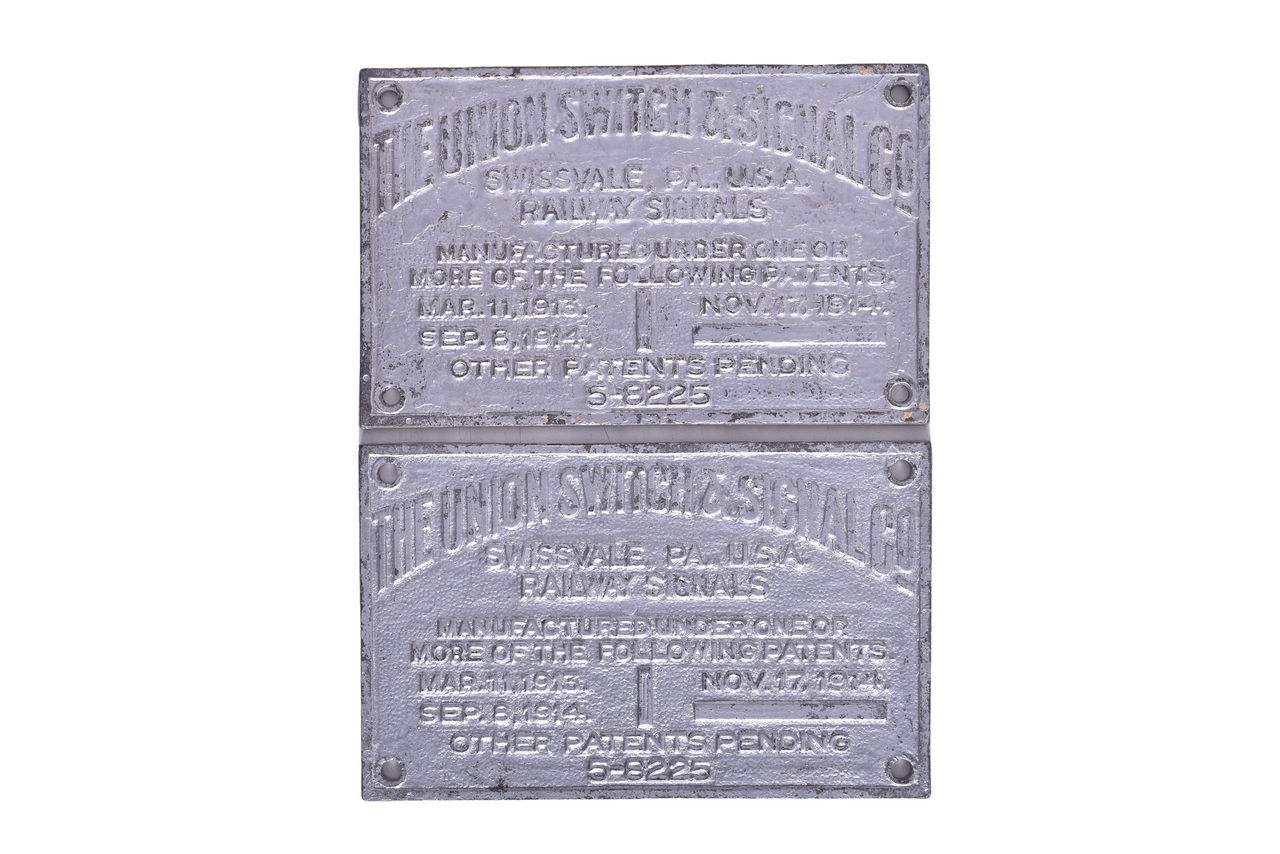 THE UNION SWITCH & SIGNAL CO
SWISSVALE, PA., U.S.A.
RAILWAY SIGNALS
MANUFACTURED UNDER ONE OR
MORE OF THE FOLLOWING PATENTS.
MAR. 11, 1913. NOV. 17, 1914.
SEP. 8, 1914.
OTHER PATENTS PENDING
5-8225
THE UNION SWITCH & SIGNAL CO
SWISSVALE, PA., U.S.A
RAILWAY SIGNALS
MANUFACTURED UNDER ONE OR
MORE OF THE FOLLOWING PATENTS.
MAR. 11, 1913. NOV. 17, 1914.
SEP. 8, 1914.
OTHER PATENTS PENDING
5-8225